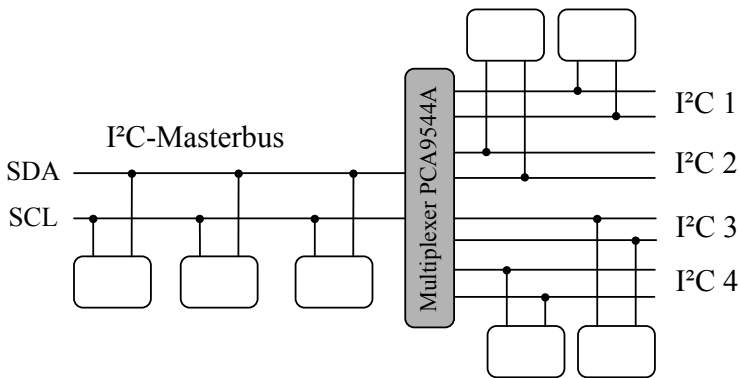 I²C-Masterbus
SDA
SCL
Multiplexer PCA9544A
I²C 1
I²C 2
I²C 3
I²C 4